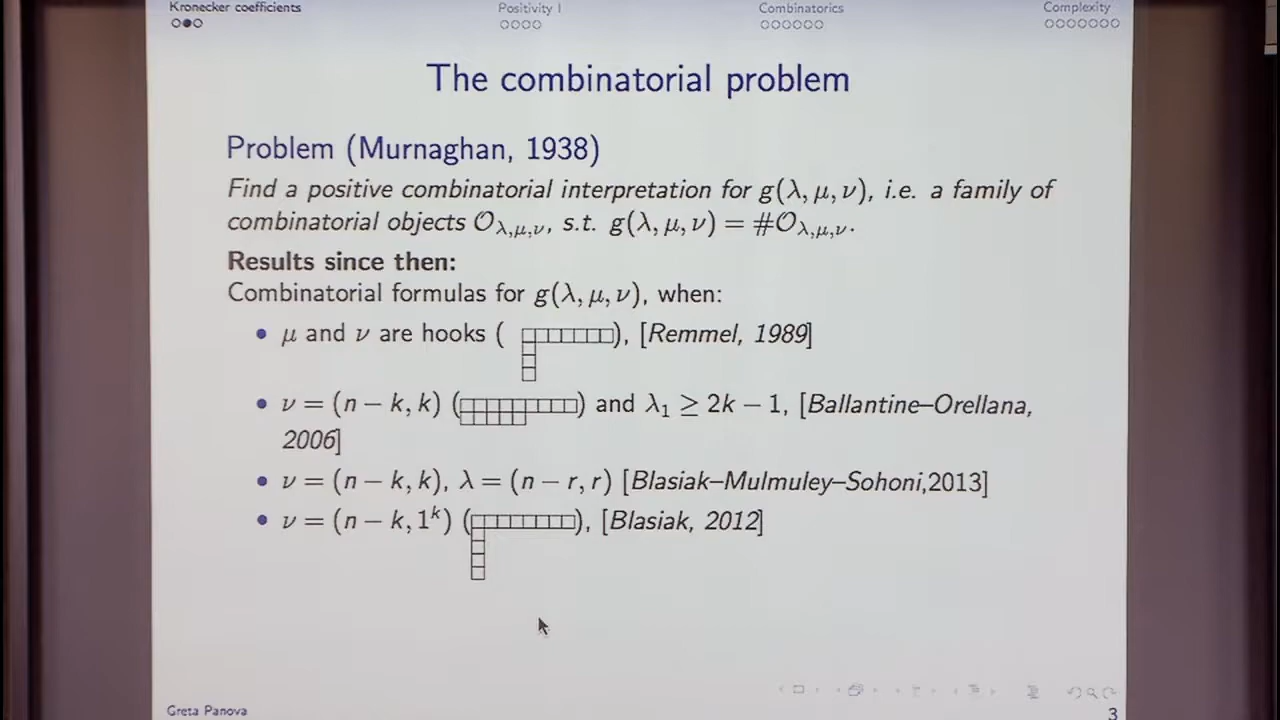 Kronecker coefficients Positivity I Combinatorics Complexity
The combinatorial problem
Problem (Murnaghan, 1938)
Find a positive combinatorial interpretation for g(λ, μ, ν), i.e. a family of
combinatorial objects O_{λ,μ,ν}, s.t. g(λ, μ, ν) = #O_{λ,μ,ν}.
Results since then:
Combinatorial formulas for g(λ, μ, ν), when:
• μ and ν are hooks ( ), [Remmel, 1989]
• ν = (n − k, k) ( ) and λ₁ ≥ 2k − 1, [Ballantine–Orellana,
2006]
• ν = (n − k, k), λ = (n − r, r) [Blasiak–Mulmuley–Sohoni,2013]
• ν = (n − k, 1ᵏ) ( ), [Blasiak, 2012]
Greta Panova 3